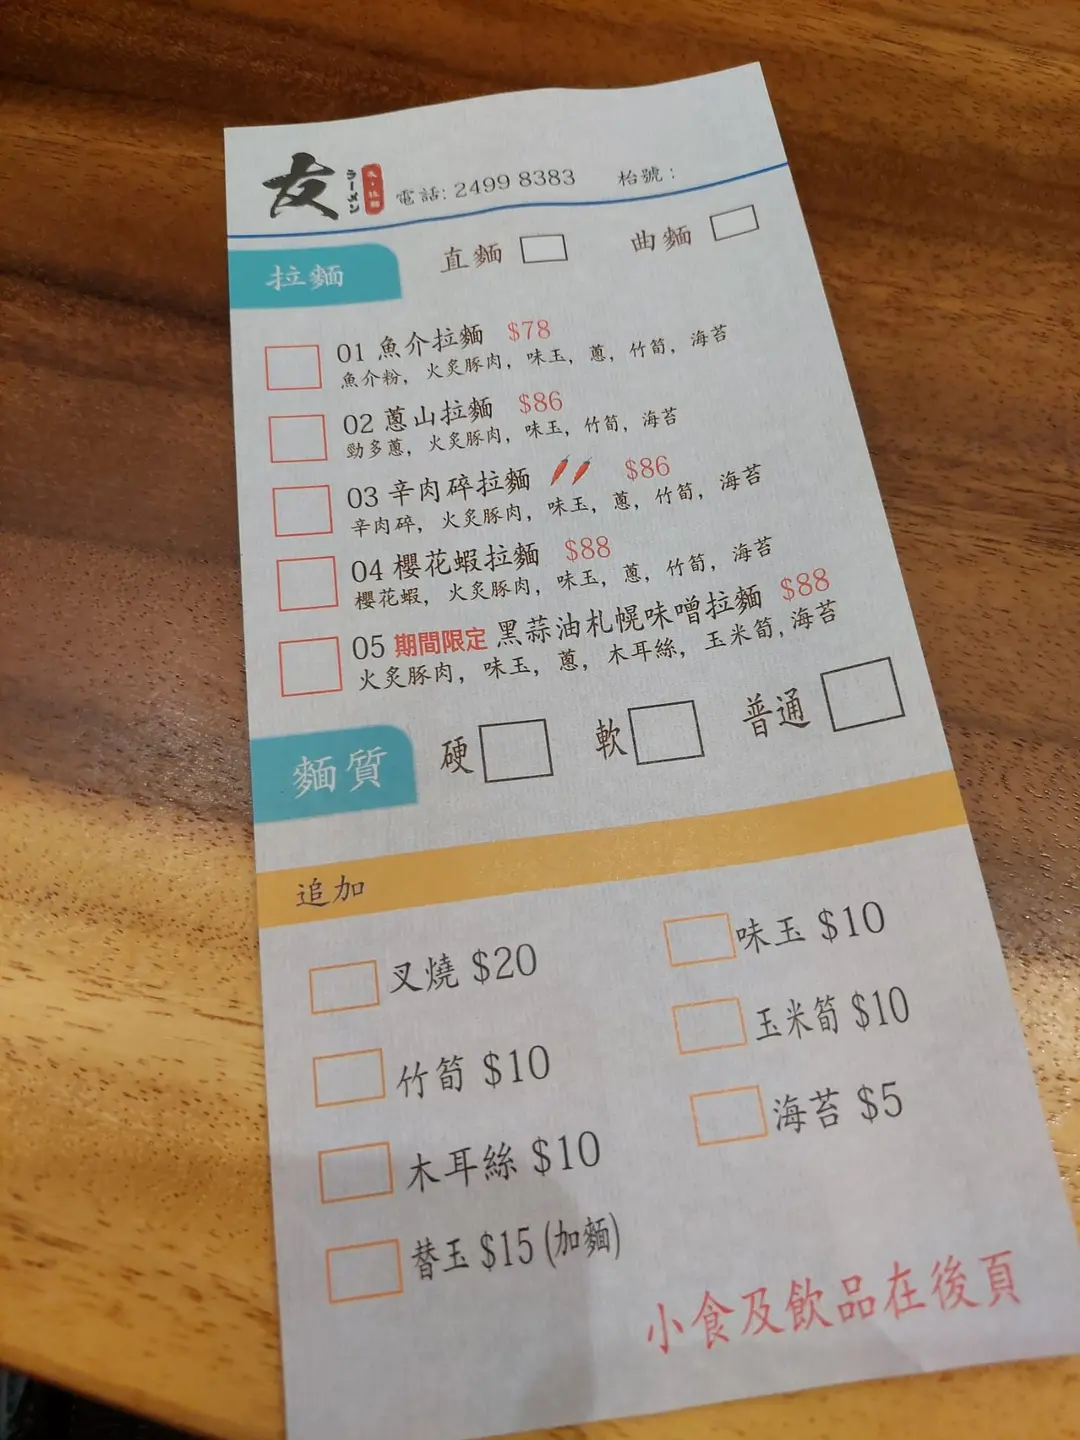 友 ラーメン 友·拉麵 電話: 2499 8383 枱號 :
拉麵 直麵 曲麵
01 魚介拉麵 $78
魚介粉, 火炙豚肉, 味玉, 蔥, 竹筍, 海苔
02 蔥山拉麵 $86
勁多蔥, 火炙豚肉, 味玉, 竹筍, 海苔
03 辛肉碎拉麵 $86
辛肉碎, 火炙豚肉, 味玉, 蔥, 竹筍, 海苔
04 櫻花蝦拉麵 $88
櫻花蝦, 火炙豚肉, 味玉, 蔥, 竹筍, 海苔
05 期間限定 黑蒜油札幌味噌拉麵 $88
火炙豚肉, 味玉, 蔥, 木耳絲, 玉米筍, 海苔
麵質 硬 軟 普通
追加
叉燒 $20 味玉 $10
竹筍 $10 玉米筍 $10
木耳絲 $10 海苔 $5
替玉 $15 (加麵)
小食及飲品在後頁